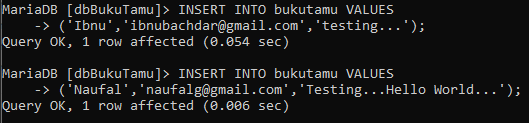 MariaDB [dbBukuTamu]> INSERT INTO bukutamu VALUES
    -> ('Ibnu','ibnubachdar@gmail.com','testing...');
Query OK, 1 row affected (0.054 sec)
MariaDB [dbBukuTamu]> INSERT INTO bukutamu VALUES
    -> ('Naufal','naufalg@gmail.com','Testing...Hello World...');
Query OK, 1 row affected (0.006 sec)